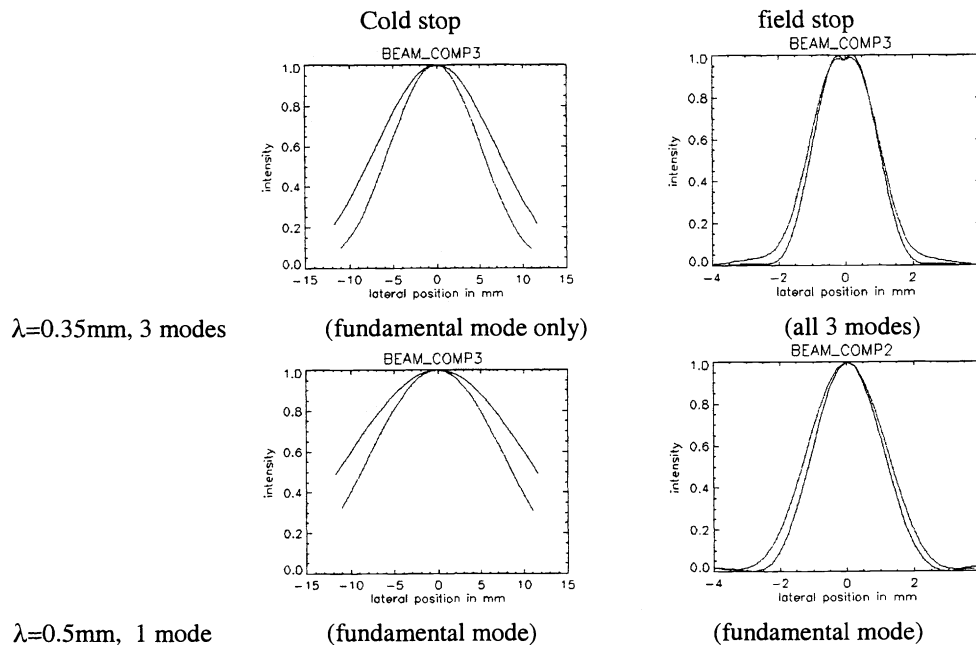 Cold stop
field stop
BEAM_COMP3
1.0
0.8
0.6
0.4
0.2
0.0
intensity
-15 -10 -5 0 5 10 15
lateral position in mm
BEAM_COMP3
1.0
0.8
0.6
0.4
0.2
0.0
intensity
-4 -2 0 2
lateral position in mm
λ=0.35mm, 3 modes
(fundamental mode only)
(all 3 modes)
BEAM_COMP3
1.0
0.8
0.6
0.4
0.2
0.0
intensity
-15 -10 -5 0 5 10 15
lateral position in mm
BEAM_COMP2
1.0
0.8
0.6
0.4
0.2
0.0
intensity
-4 -2 0 2
lateral position in mm
λ=0.5mm, 1 mode
(fundamental mode)
(fundamental mode)